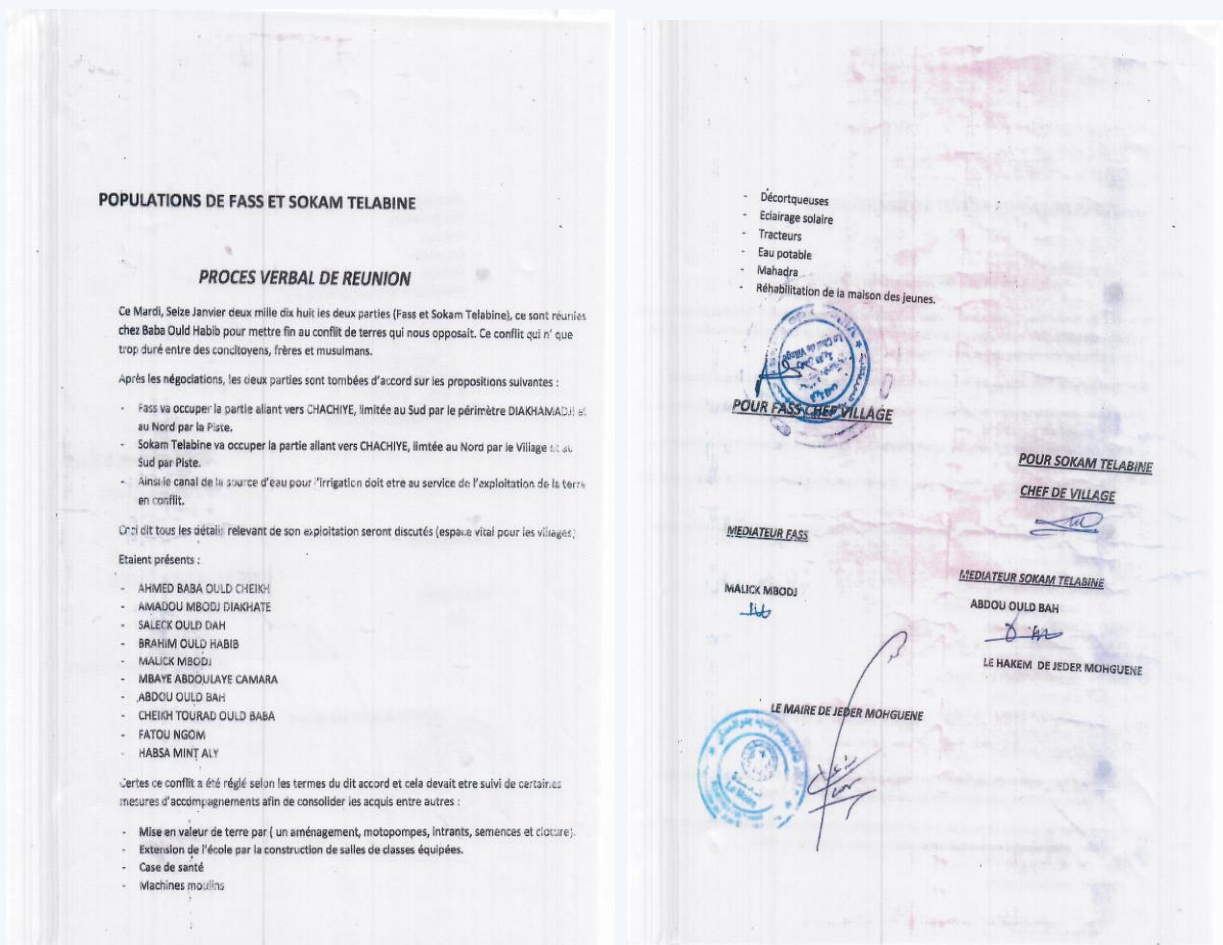 POPULATIONS DE FASS ET SOKAM TELABINE
PROCES VERBAL DE REUNION
Ce Mardi, Seize Janvier deux mille dix huit les deux parties (Fass et Sokam Telabine), ce sont réunies
chez Baba Ould Habib pour mettre fin au conflit de terres qui nous opposait. Ce conflit qui n' que
trop duré entre des concitoyens, frères et musulmans.
Après les négociations, les deux parties sont tombées d'accord sur les propositions suivantes :
- Fass va occuper la partie allant vers CHACHIYE, limitée au Sud par le périmètre DIAKHAMADJI et
au Nord par la Piste.
- Sokam Telabine va occuper la partie allant vers CHACHIYE, limtée au Nord par le Village et au
Sud par Piste.
- Ainsi le canal de la source d'eau pour l'irrigation doit etre au service de l'exploitation de la terre
en conflit.
Ceci dit tous les détails relevant de son exploitation seront discutés (espace vital pour les villages)
Etaient présents :
- AHMED BABA OULD CHEIKH
- AMADOU MBODJ DIAKHATE
- SALECK OULD DAH
- BRAHIM OULD HABIB
- MALICK MBODJ
- MBAYE ABDOULAYE CAMARA
- ABDOU OULD BAH
- CHEIKH TOURAD OULD BABA
- FATOU NGOM
- HABSA MINT ALY
Certes ce conflit a été réglé selon les termes du dit accord et cela devait etre suivi de certaines
mesures d'accompagnements afin de consolider les acquis entre autres :
- Mise en valeur de terre par ( un aménagement, motopompes, intrants, semences et cloture).
- Extension de l'école par la construction de salles de classes équipées.
- Case de santé
- Machines moulins
- Décortqueuses
- Eclairage solaire
- Tracteurs
- Eau potable
- Mahadra
- Réhabilitation de la maison des jeunes.
Le Chef de Village
POUR FASS CHEF VILLAGE
POUR SOKAM TELABINE
CHEF DE VILLAGE
MEDIATEUR FASS
MEDIATEUR SOKAM TELABINE
MALICK MBODJ
ABDOU OULD BAH
LE HAKEM DE JEDER MOHGUENE
LE MAIRE DE JEDER MOHGUENE
Le Maire